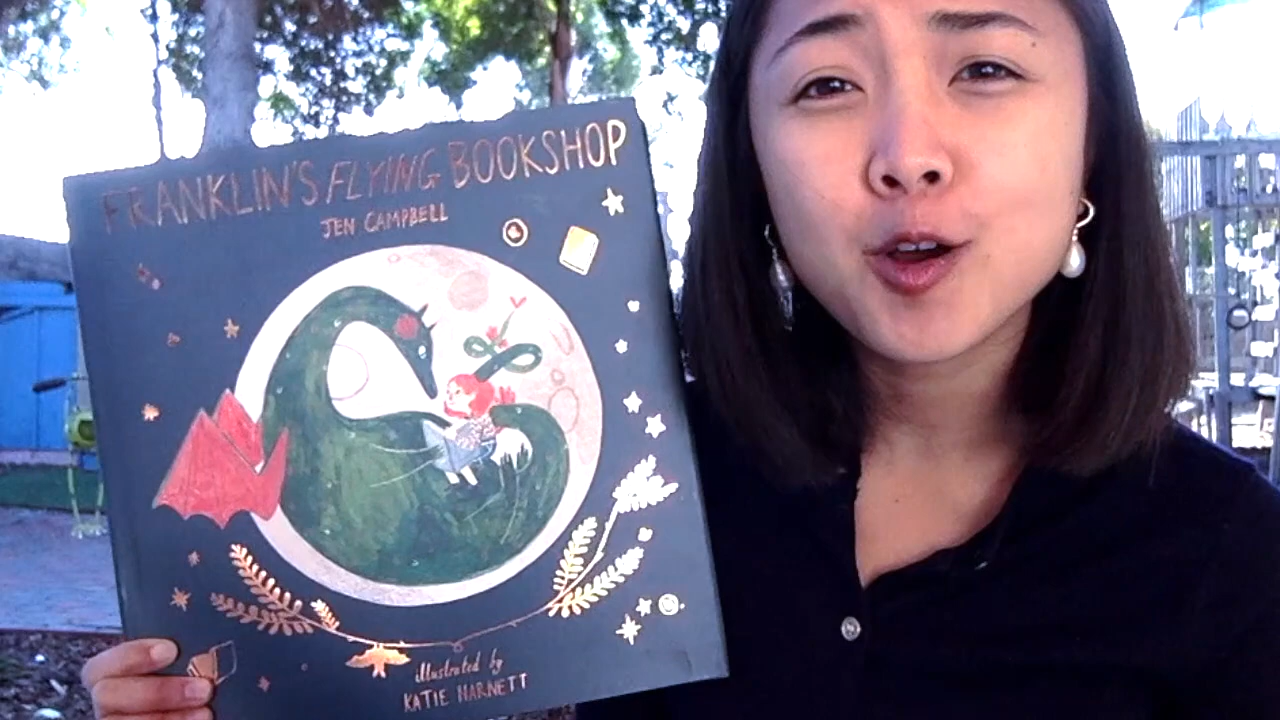 FRANKLIN'S FLYING BOOKSHOP
JEN CAMPBELL
illustrated by
KATIE HARNETT